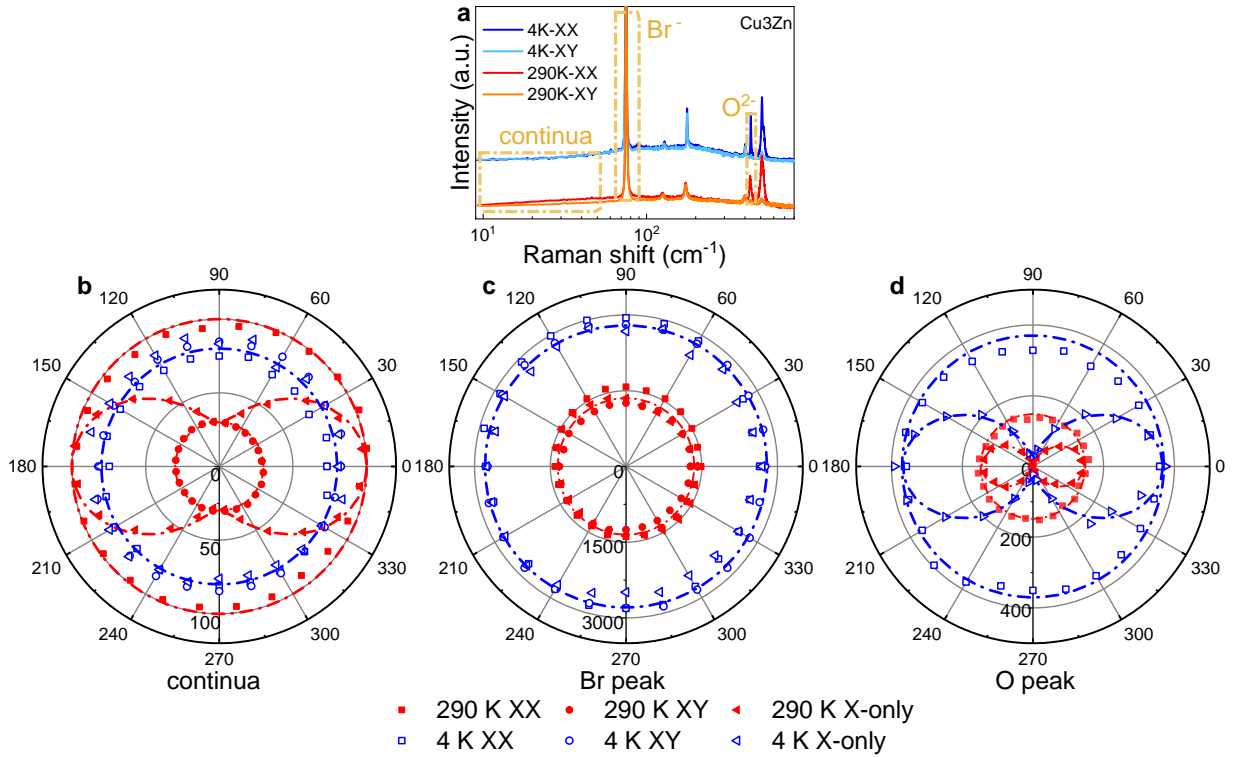 a
Cu3Zn
4K-XX
4K-XY
290K-XX
290K-XY
Br -
O2-
continua
Intensity (a.u.)
10^1
10^2
Raman shift (cm-1)
b
90
60
30
0
330
300
270
240
210
180
150
120
0
50
100
continua
c
90
60
30
0
330
300
270
240
210
180
150
120
0
1500
3000
Br peak
d
90
60
30
0
330
300
270
240
210
180
150
120
0
200
400
O peak
290 K XX
290 K XY
290 K X-only
4 K XX
4 K XY
4 K X-only